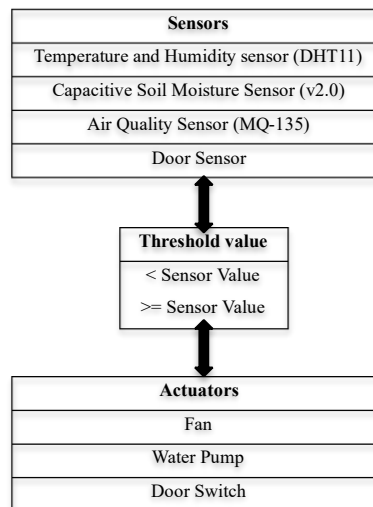 Sensors
Temperature and Humidity sensor (DHT11)
Capacitive Soil Moisture Sensor (v2.0)
Air Quality Sensor (MQ-135)
Door Sensor
Threshold value
< Sensor Value
>= Sensor Value
Actuators
Fan
Water Pump
Door Switch